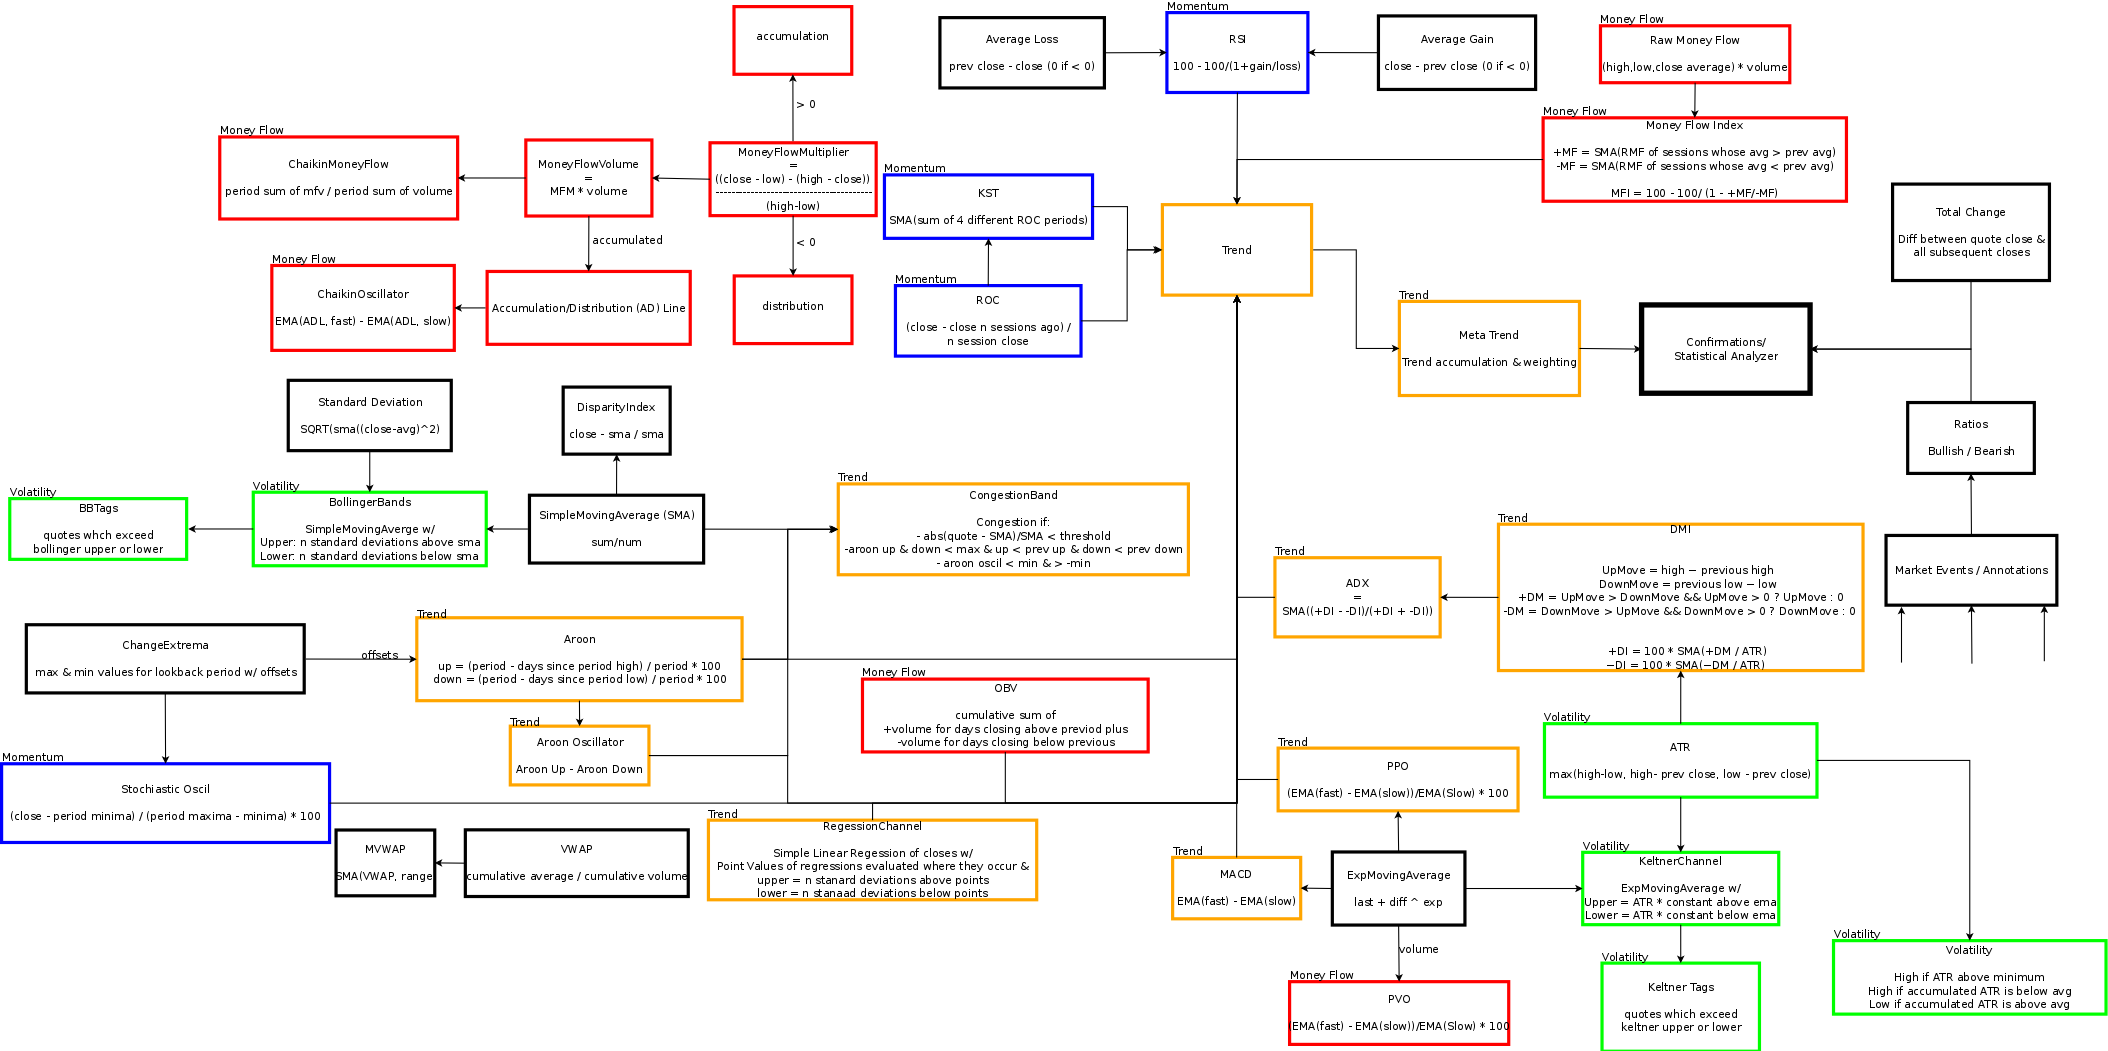 accumulation
> 0
Average Loss
prev close - close (0 if < 0)
Momentum
RSI
100 - 100/(1+gain/loss)
Average Gain
close - prev close (0 if < 0)
Money Flow
Raw Money Flow
(high,low,close average) * volume
Money Flow
Money Flow Index
+MF = SMA(RMF of sessions whose avg > prev avg)
-MF = SMA(RMF of sessions whose avg < prev avg)
MFI = 100 - 100/ (1 - +MF/-MF)
Money Flow
ChaikinMoneyFlow
period sum of mfv / period sum of volume
MoneyFlowVolume
=
MFM * volume
MoneyFlowMultiplier
=
((close - low) - (high - close))
----------------------------------------
(high-low)
accumulated
< 0
Money Flow
ChaikinOscillator
EMA(ADL, fast) - EMA(ADL, slow)
Accumulation/Distribution (AD) Line
distribution
Momentum
KST
SMA(sum of 4 different ROC periods)
Momentum
ROC
(close - close n sessions ago) /
n session close
Trend
Trend
Meta Trend
Trend accumulation & weighting
Confirmations/
Statistical Analyzer
Total Change
Diff between quote close &
all subsequent closes
Ratios
Bullish / Bearish
Market Events / Annotations
Standard Deviation
SQRT(sma((close-avg)^2)
DisparityIndex
close - sma / sma
Volatility
BBTags
quotes whch exceed
bollinger upper or lower
Volatility
BollingerBands
SimpleMovingAverge w/
Upper: n standard deviations above sma
Lower: n standard deviations below sma
SimpleMovingAverage (SMA)
sum/num
Trend
CongestionBand
Congestion if:
- abs(quote - SMA)/SMA < threshold
-aroon up & down < max & up < prev up & down < prev down
- aroon oscil < min & > -min
Trend
ADX
=
SMA((+DI - -DI)/(+DI + -DI))
Trend
DMI
UpMove = high − previous high
DownMove = previous low − low
+DM = UpMove > DownMove && UpMove > 0 ? UpMove : 0
-DM = DownMove > UpMove && DownMove > 0 ? DownMove : 0
+DI = 100 * SMA(+DM / ATR)
−DI = 100 * SMA(−DM / ATR)
ChangeExtrema
max & min values for lookback period w/ offsets
offsets
Trend
Aroon
up = (period - days since period high) / period * 100
down = (period - days since period low) / period * 100
Trend
Aroon Oscillator
Aroon Up - Aroon Down
Money Flow
OBV
cumulative sum of
+volume for days closing above previod plus
-volume for days closing below previous
Momentum
Stochiastic Oscil
(close - period minima) / (period maxima - minima) * 100
MVWAP
SMA(VWAP, range
VWAP
cumulative average / cumulative volume
Trend
RegessionChannel
Simple Linear Regession of closes w/
Point Values of regressions evaluated where they occur &
upper = n stanard deviations above points
lower = n stanaad deviations below points
Trend
PPO
(EMA(fast) - EMA(slow))/EMA(Slow) * 100
Trend
MACD
EMA(fast) - EMA(slow)
ExpMovingAverage
last + diff ^ exp
volume
Money Flow
PVO
(EMA(fast) - EMA(slow))/EMA(Slow) * 100
Volatility
ATR
max(high-low, high- prev close, low - prev close)
Volatility
KeltnerChannel
ExpMovingAverage w/
Upper = ATR * constant above ema
Lower = ATR * constant below ema
Volatility
Keltner Tags
quotes which exceed
keltner upper or lower
Volatility
Volatility
High if ATR above minimum
High if accumulated ATR is below avg
Low if accumulated ATR is above avg